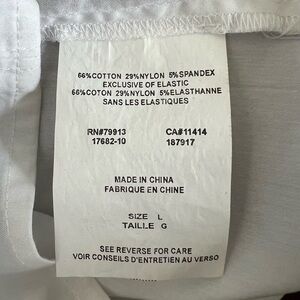 66%COTTON 29%NYLON 5%SPANDEX
EXCLUSIVE OF ELASTIC
66%COTON 29%NYLON 5%ELASTHANNE
SANS LES ELASTIQUES
RN#79913 CA#11414
17682-10 187917
MADE IN CHINA
FABRIQUE EN CHINE
SIZE L
TAILLE G
SEE REVERSE FOR CARE
VOIR CONSEILS D'ENTRETIEN AU VERSO